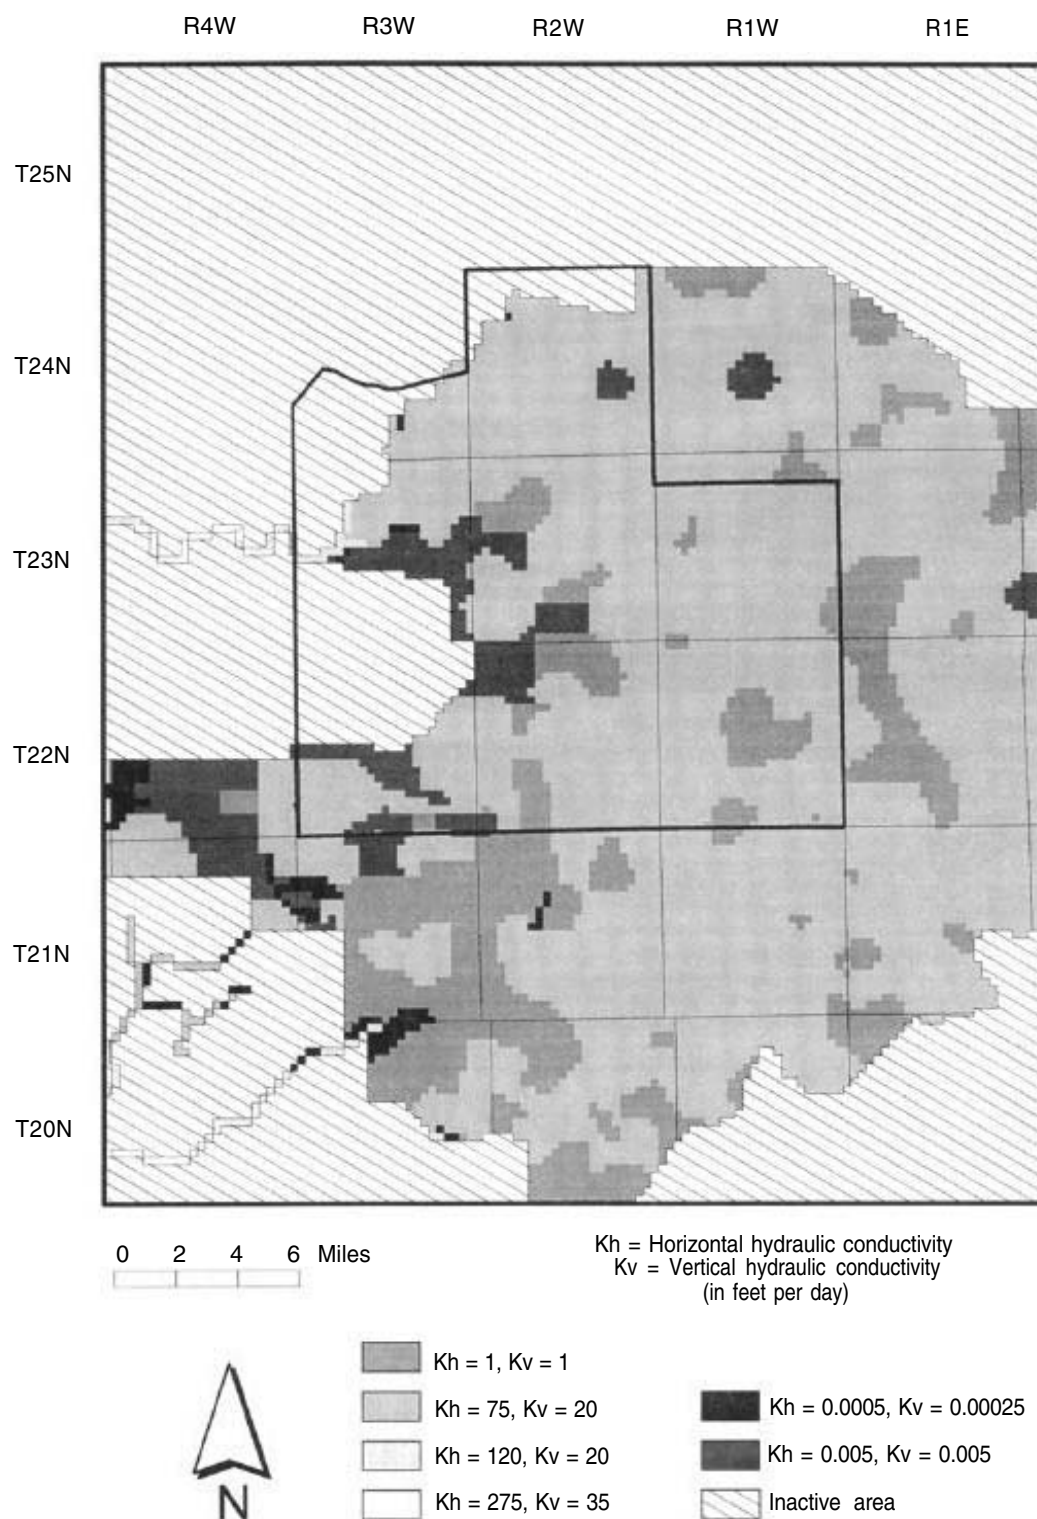 R4W R3W R2W R1W R1E
T25N
T24N
T23N
T22N
T21N
T20N
0 2 4 6 Miles
Kh = Horizontal hydraulic conductivity
Kv = Vertical hydraulic conductivity
(in feet per day)
Kh = 1, Kv = 1
Kh = 75, Kv = 20
Kh = 120, Kv = 20
Kh = 275, Kv = 35
Kh = 0.0005, Kv = 0.00025
Kh = 0.005, Kv = 0.005
Inactive area
N